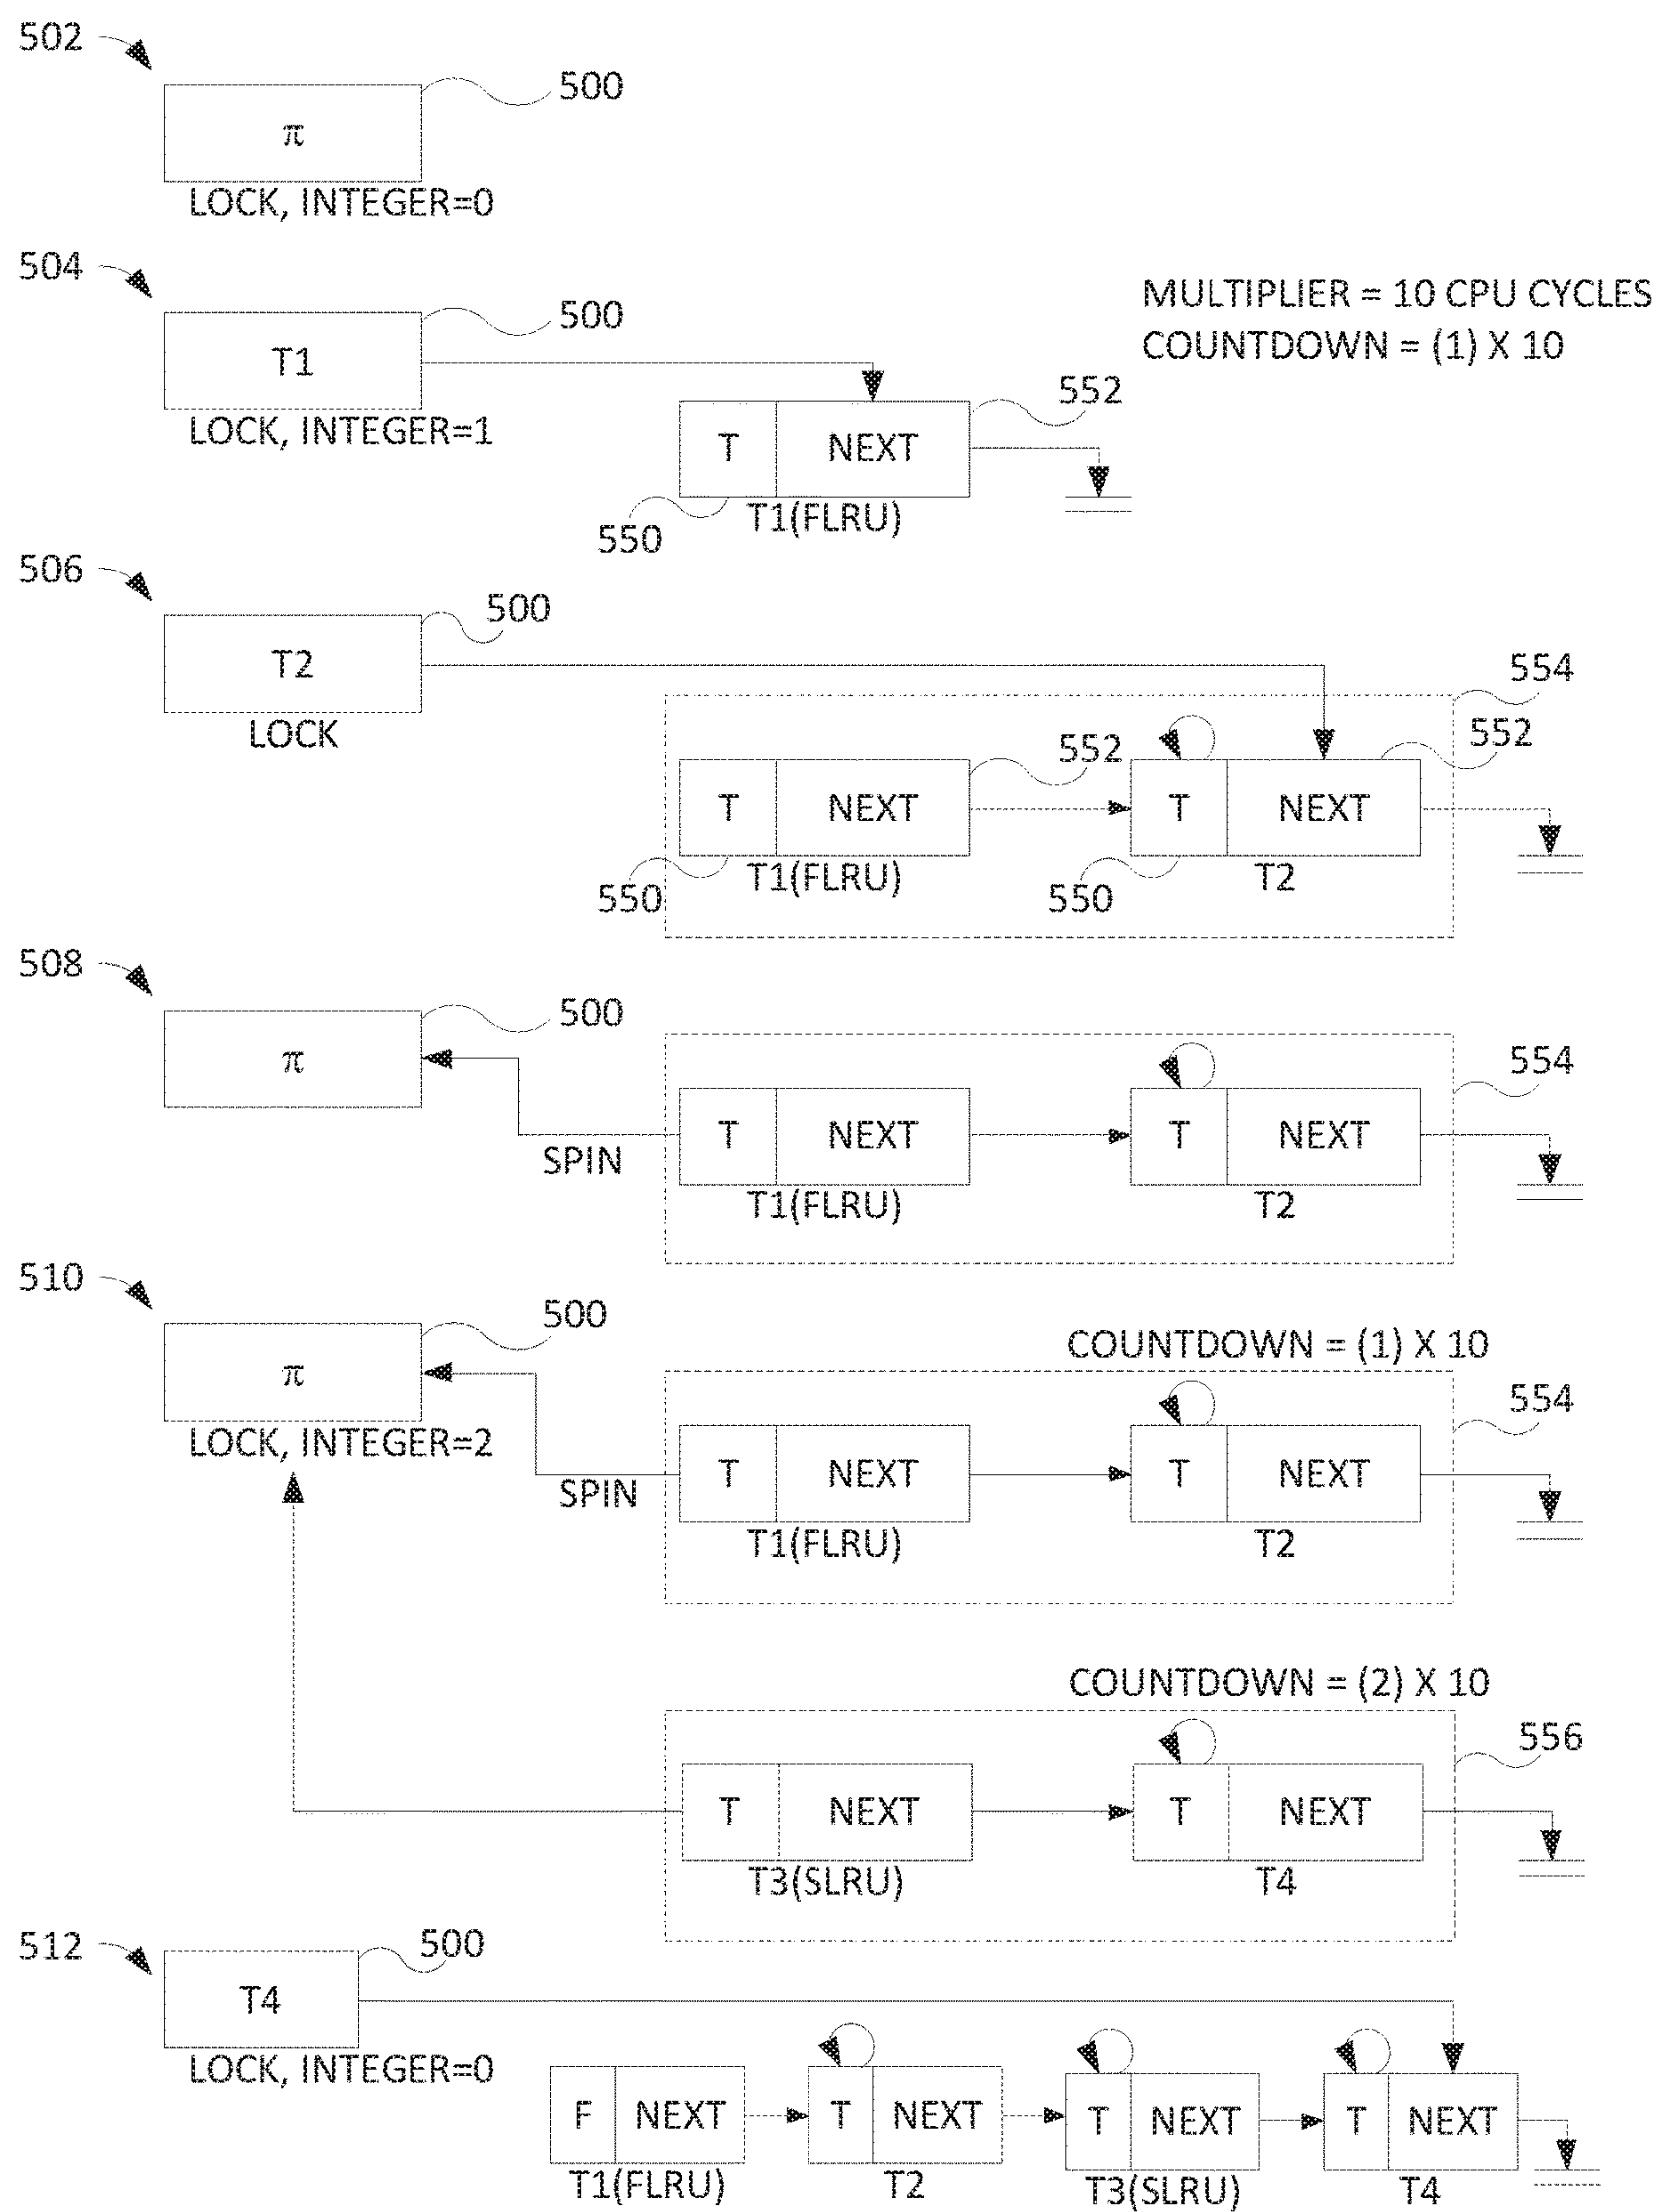 502
500
π
LOCK, INTEGER=0
504
500
MULTIPLIER = 10 CPU CYCLES
COUNTDOWN = (1) X 10
T1
LOCK, INTEGER=1
552
T NEXT
T1(FLRU)
550
506
500
T2
LOCK
554
552
552
T NEXT
T NEXT
T1(FLRU)
T2
550
550
508
500
π
554
T NEXT
T NEXT
SPIN
T1(FLRU)
T2
510
500
COUNTDOWN = (1) X 10
π
554
LOCK, INTEGER=2
T NEXT
T NEXT
SPIN
T1(FLRU)
T2
COUNTDOWN = (2) X 10
556
T NEXT
T NEXT
T3(SLRU)
T4
512
500
T4
LOCK, INTEGER=0
F NEXT
T NEXT
T NEXT
T NEXT
T1(FLRU)
T2
T3(SLRU)
T4